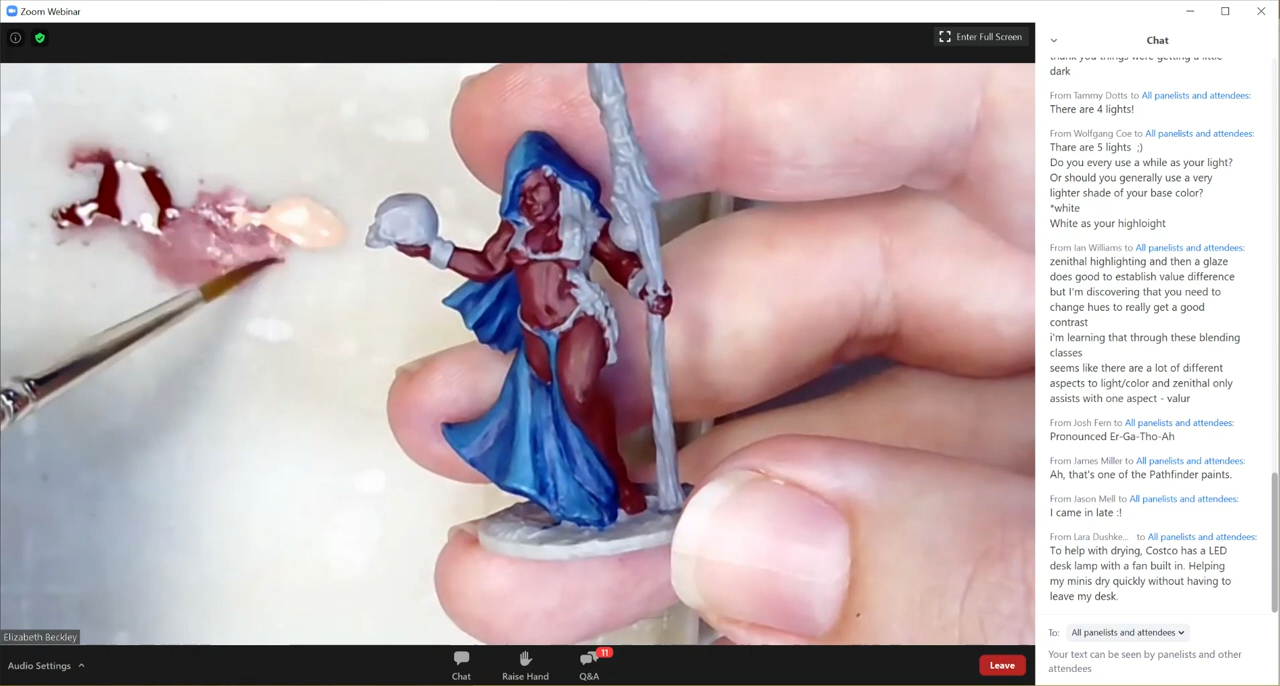 Zoom Webinar
Enter Full Screen
Chat
thank you things were getting a little
dark
From Tammy Dotts to All panelists and attendees:
There are 4 lights!
From Wolfgang Coe to All panelists and attendees:
Thare are 5 lights ;)
Do you every use a while as your light?
Or should you generally use a very
lighter shade of your base color?
*white
White as your highloight
From Ian Williams to All panelists and attendees:
zenithal highlighting and then a glaze
does good to establish value difference
but I'm discovering that you need to
change hues to really get a good
contrast
i'm learning that through these blending
classes
seems like there are a lot of different
aspects to light/color and zenithal only
assists with one aspect - valur
From Josh Fern to All panelists and attendees:
Pronounced Er-Ga-Tho-Ah
From James Miller to All panelists and attendees:
Ah, that's one of the Pathfinder paints.
From Jason Mell to All panelists and attendees:
I came in late :!
From Lara Dushke... to All panelists and attendees:
To help with drying, Costco has a LED
desk lamp with a fan built in. Helping
my minis dry quickly without having to
leave my desk.
To: All panelists and attendees
Your text can be seen by panelists and other
attendees
Elizabeth Beckley
Audio Settings
Chat
Raise Hand
11
Q&A
Leave